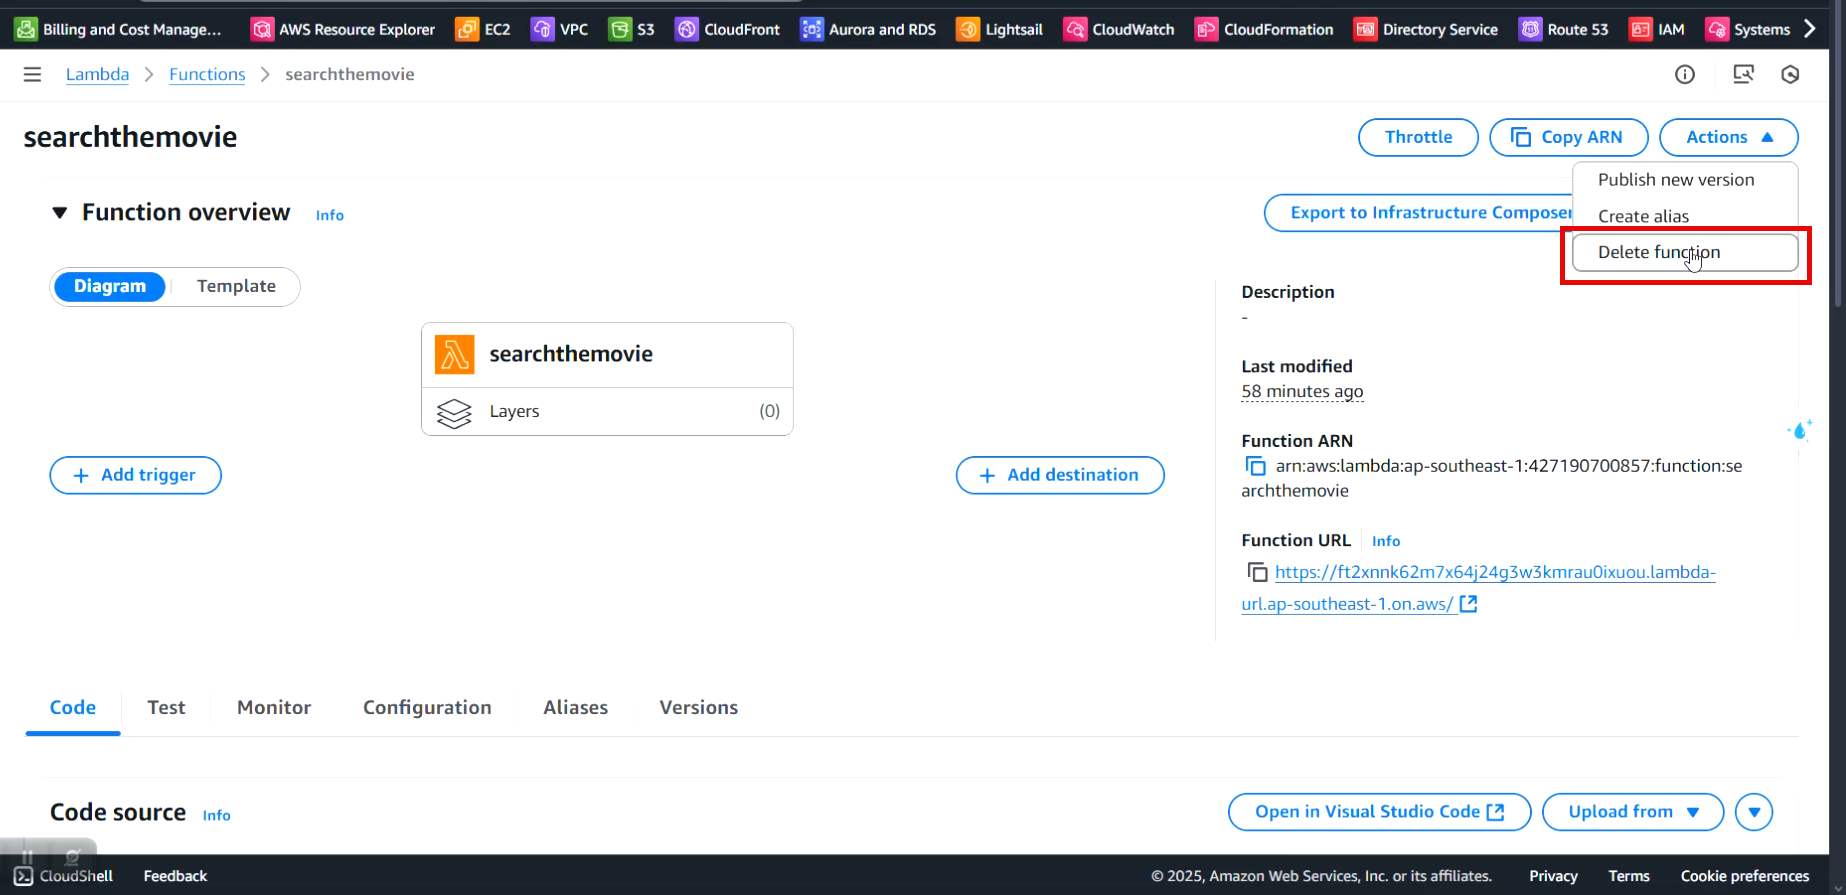 Billing and Cost Manage...
AWS Resource Explorer
EC2
VPC
S3
CloudFront
Aurora and RDS
Lightsail
CloudWatch
CloudFormation
Directory Service
Route 53
IAM
Systems
Lambda
Functions
searchthemovie
searchthemovie
Throttle
Copy ARN
Actions
Publish new version
Create alias
Delete function
Function overview
Info
Export to Infrastructure Composer
Diagram
Template
searchthemovie
Layers
(0)
Add trigger
Add destination
Description
-
Last modified
58 minutes ago
Function ARN
arn:aws:lambda:ap-southeast-1:427190700857:function:se
archthemovie
Function URL
Info
https://ft2xnnk62m7x64j24g3w3kmrau0ixuou.lambda-
url.ap-southeast-1.on.aws/
Code
Test
Monitor
Configuration
Aliases
Versions
Code source
Info
Open in Visual Studio Code
Upload from
CloudShell
Feedback
© 2025, Amazon Web Services, Inc. or its affiliates.
Privacy
Terms
Cookie preferences